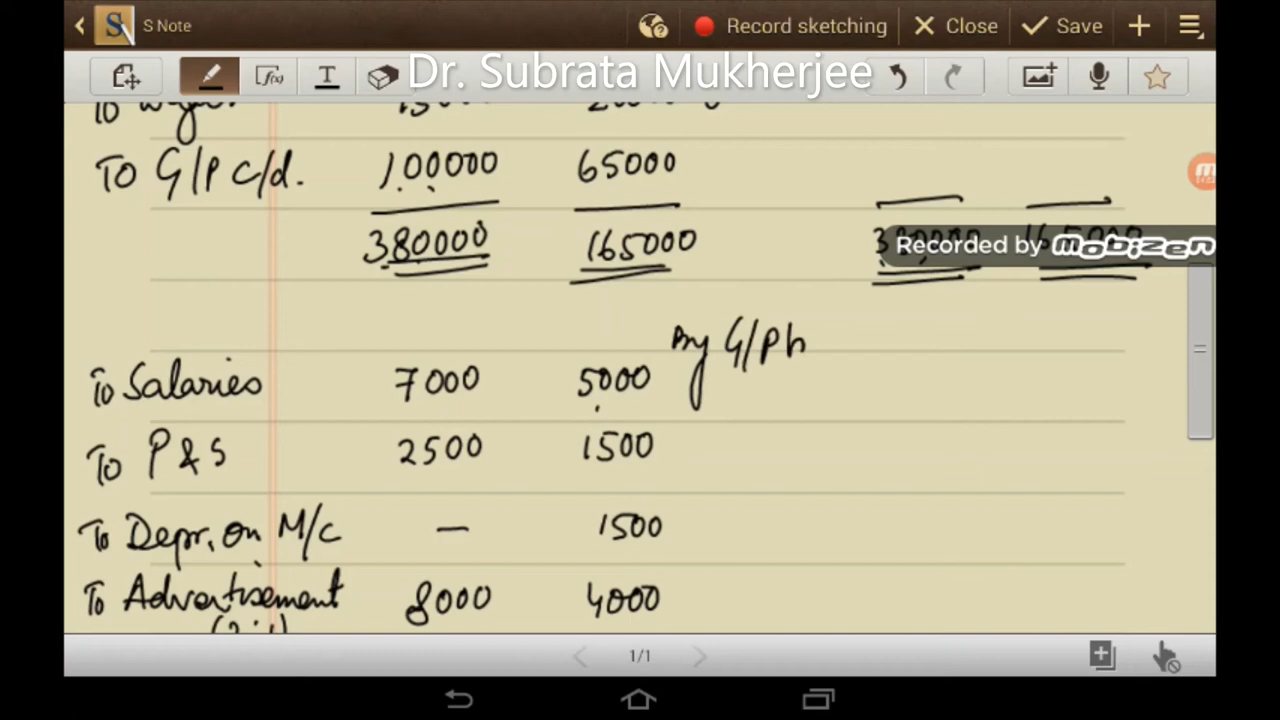 S Note
Record sketching
Close
Save
Dr. Subrata Mukherjee
To G/P c/d. 100000 65000
380000 165000
Recorded by mobizen
By G/P b
To Salaries 7000 5000
To P & S 2500 1500
To Depr. on M/C — 1500
To Advertisement 8000 4000
1/1